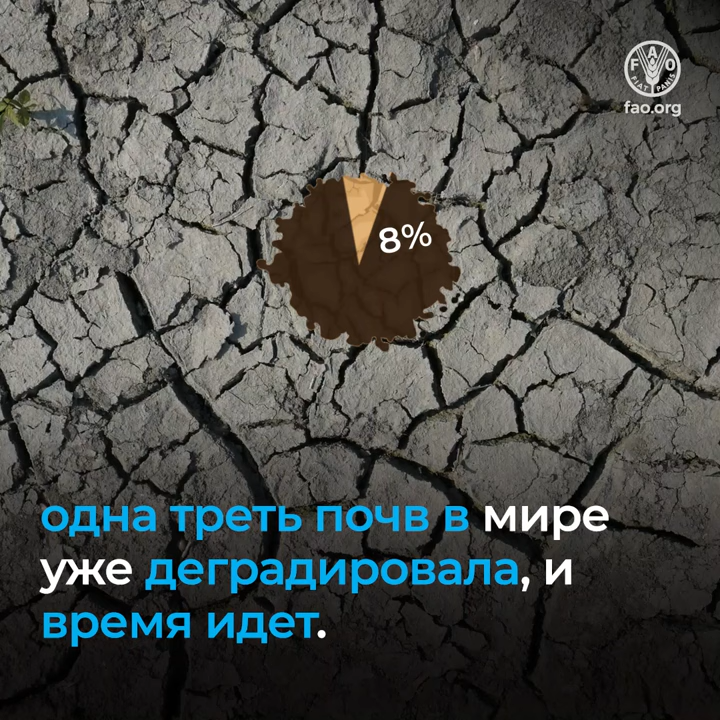 FAO
FIAT PANIS
fao.org
8%
одна треть почв в мире
уже деградировала, и
время идет.